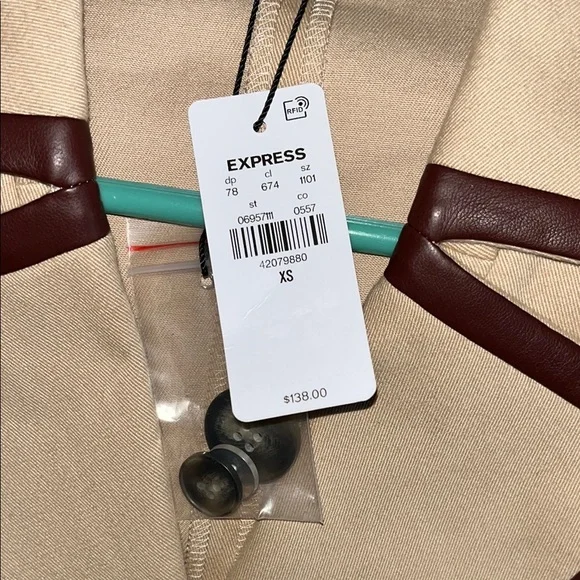 RFID
EXPRESS
dp cl sz
78 674 1101
st co
06957111 0557
42079880
XS
$138.00